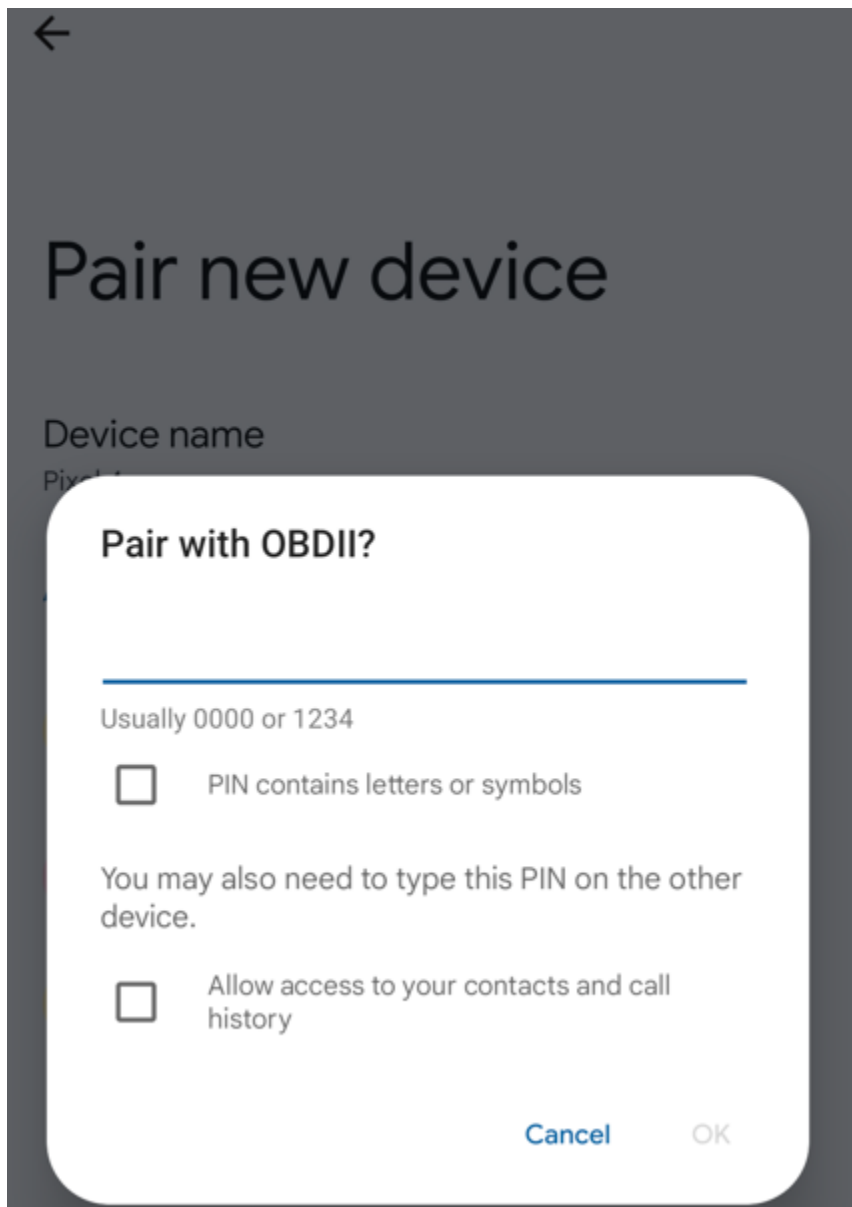 Pair new device
Device name
Pair with OBDII?
Usually 0000 or 1234
PIN contains letters or symbols
You may also need to type this PIN on the other
device.
Allow access to your contacts and call
history
Cancel
OK